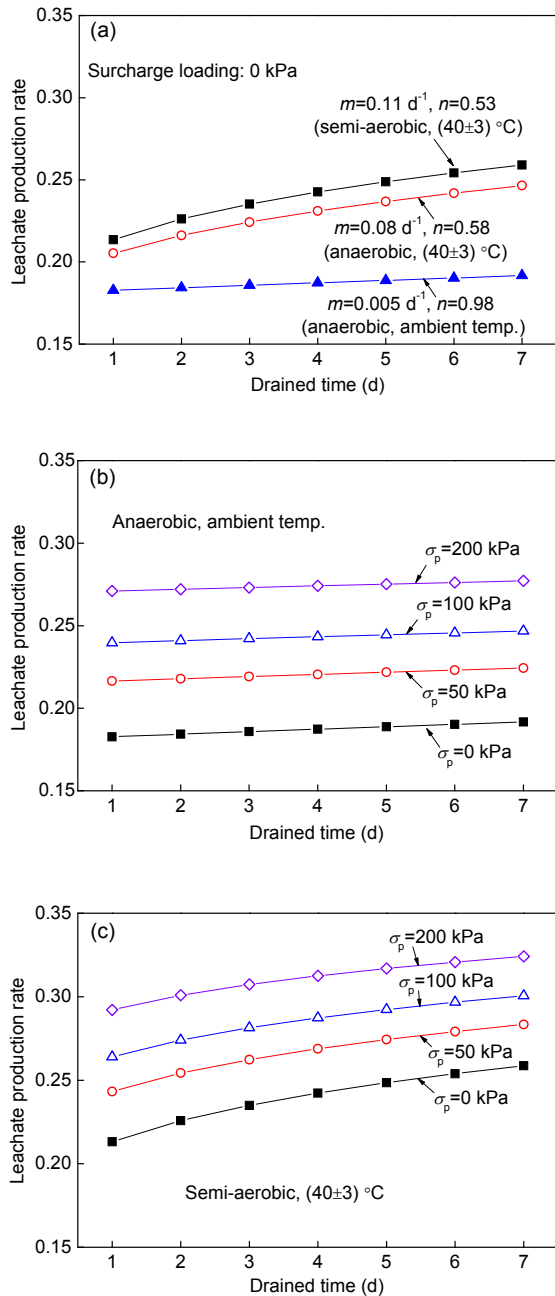 (a)
Surcharge loading: 0 kPa
m=0.11 d⁻¹, n=0.53
(semi-aerobic, (40±3) °C)
m=0.08 d⁻¹, n=0.58
(anaerobic, (40±3) °C)
m=0.005 d⁻¹, n=0.98
(anaerobic, ambient temp.)
Leachate production rate
0.30
0.25
0.20
0.15
1 2 3 4 5 6 7
Drained time (d)
(b)
Anaerobic, ambient temp.
σp=200 kPa
σp=100 kPa
σp=50 kPa
σp=0 kPa
Leachate production rate
0.35
0.30
0.25
0.20
0.15
1 2 3 4 5 6 7
Drained time (d)
(c)
σp=200 kPa
σp=100 kPa
σp=50 kPa
σp=0 kPa
Semi-aerobic, (40±3) °C
Leachate production rate
0.35
0.30
0.25
0.20
0.15
1 2 3 4 5 6 7
Drained time (d)